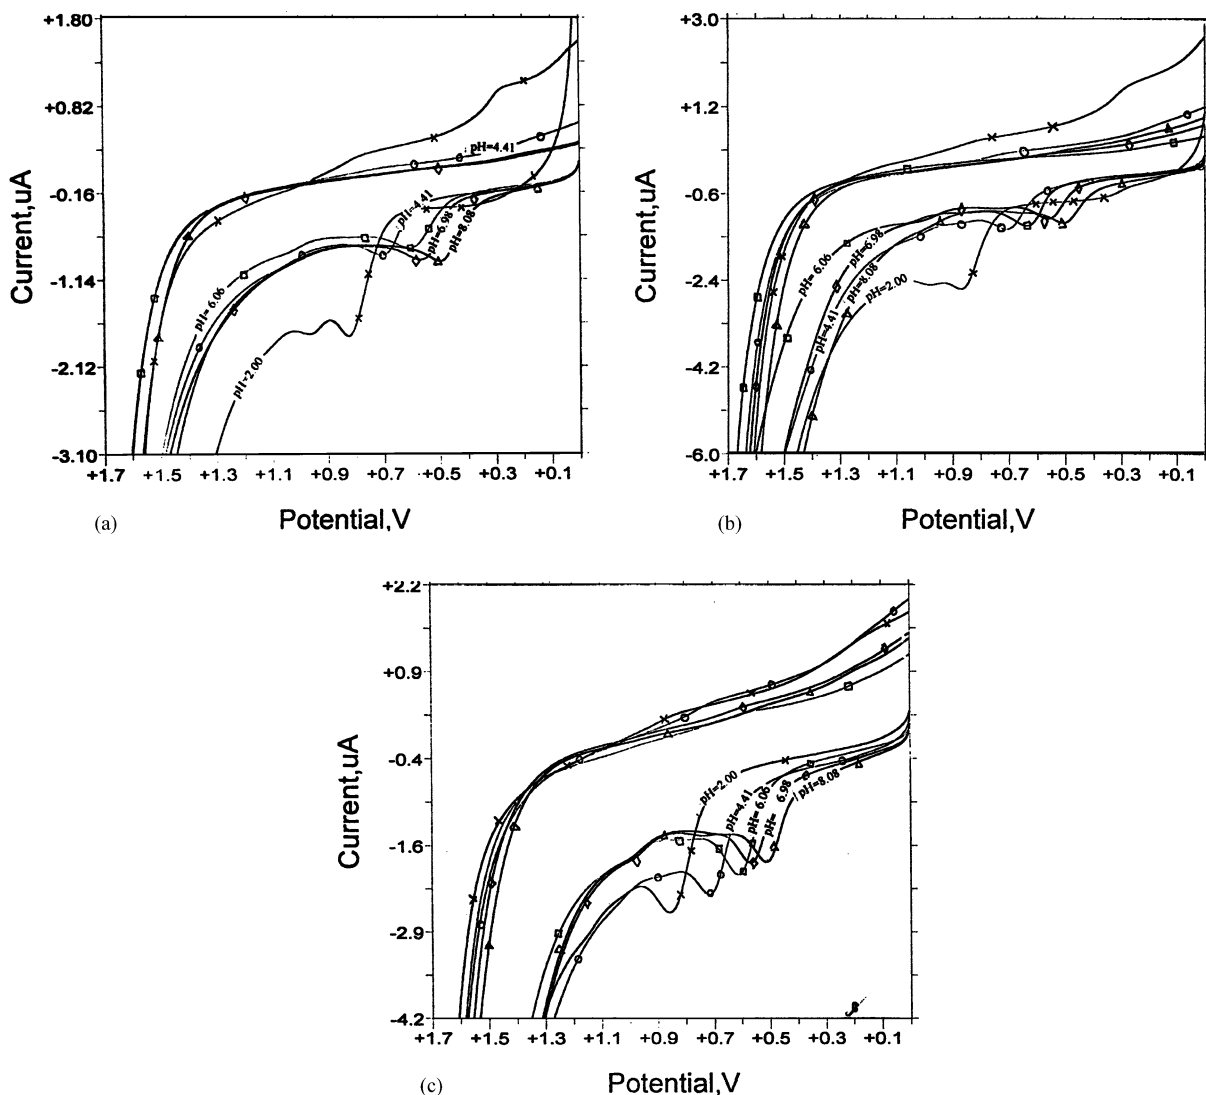 +1.80
+0.82
-0.16
-1.14
-2.12
-3.10
Current,uA
pH=4.41
pH=4.41
pH=6.98
pH=8.08
pH=6.06
pH=2.00
+1.7 +1.5 +1.3 +1.1 +0.9 +0.7 +0.5 +0.3 +0.1
(a) Potential,V
+3.0
+1.2
-0.6
-2.4
-4.2
-6.0
Current,uA
pH=6.06
pH=6.98
pH=8.08
pH=4.41
pH=2.00
+1.7 +1.5 +1.3 +1.1 +0.9 +0.7 +0.5 +0.3 +0.1
(b) Potential,V
+2.2
+0.9
-0.4
-1.6
-2.9
-4.2
Current,uA
pH=2.00
pH=4.41
pH=6.06
pH= 6.98
pH=8.08
+1.7 +1.5 +1.3 +1.1 +0.9 +0.7 +0.5 +0.3 +0.1
(c) Potential,V